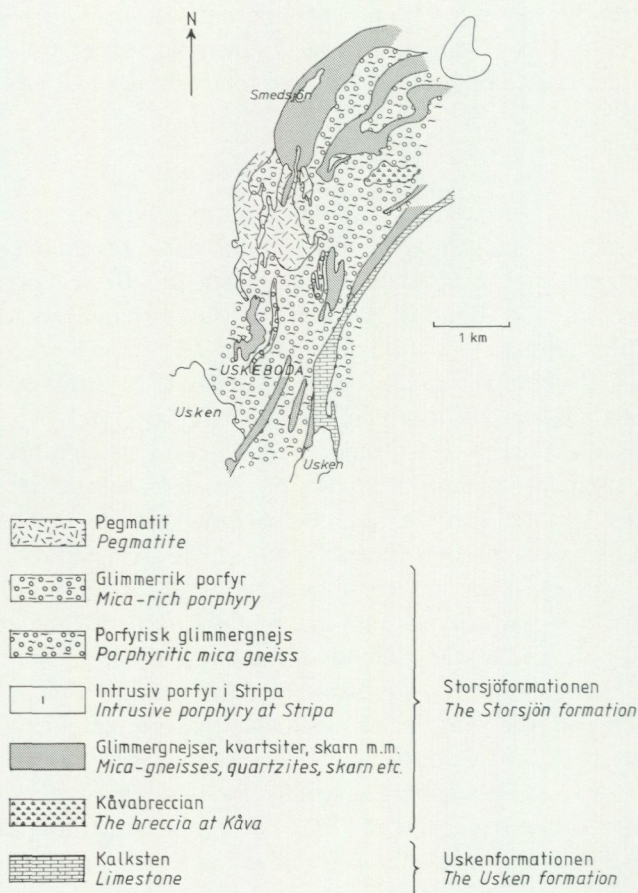 N
Smedsjön
1 km
USKEBODA
Usken
Usken
Pegmatit
Pegmatite
Glimmerrik porfyr
Mica-rich porphyry
Porfyrisk glimmergnejs
Porphyritic mica gneiss
I
Intrusiv porfyr i Stripa
Intrusive porphyry at Stripa
Glimmergnejser, kvartsiter, skarn m.m.
Mica-gneisses, quartzites, skarn etc.
Kåvabreccian
The breccia at Kåva
Storsjöformationen
The Storsjön formation
Kalksten
Limestone
Uskenformationen
The Usken formation